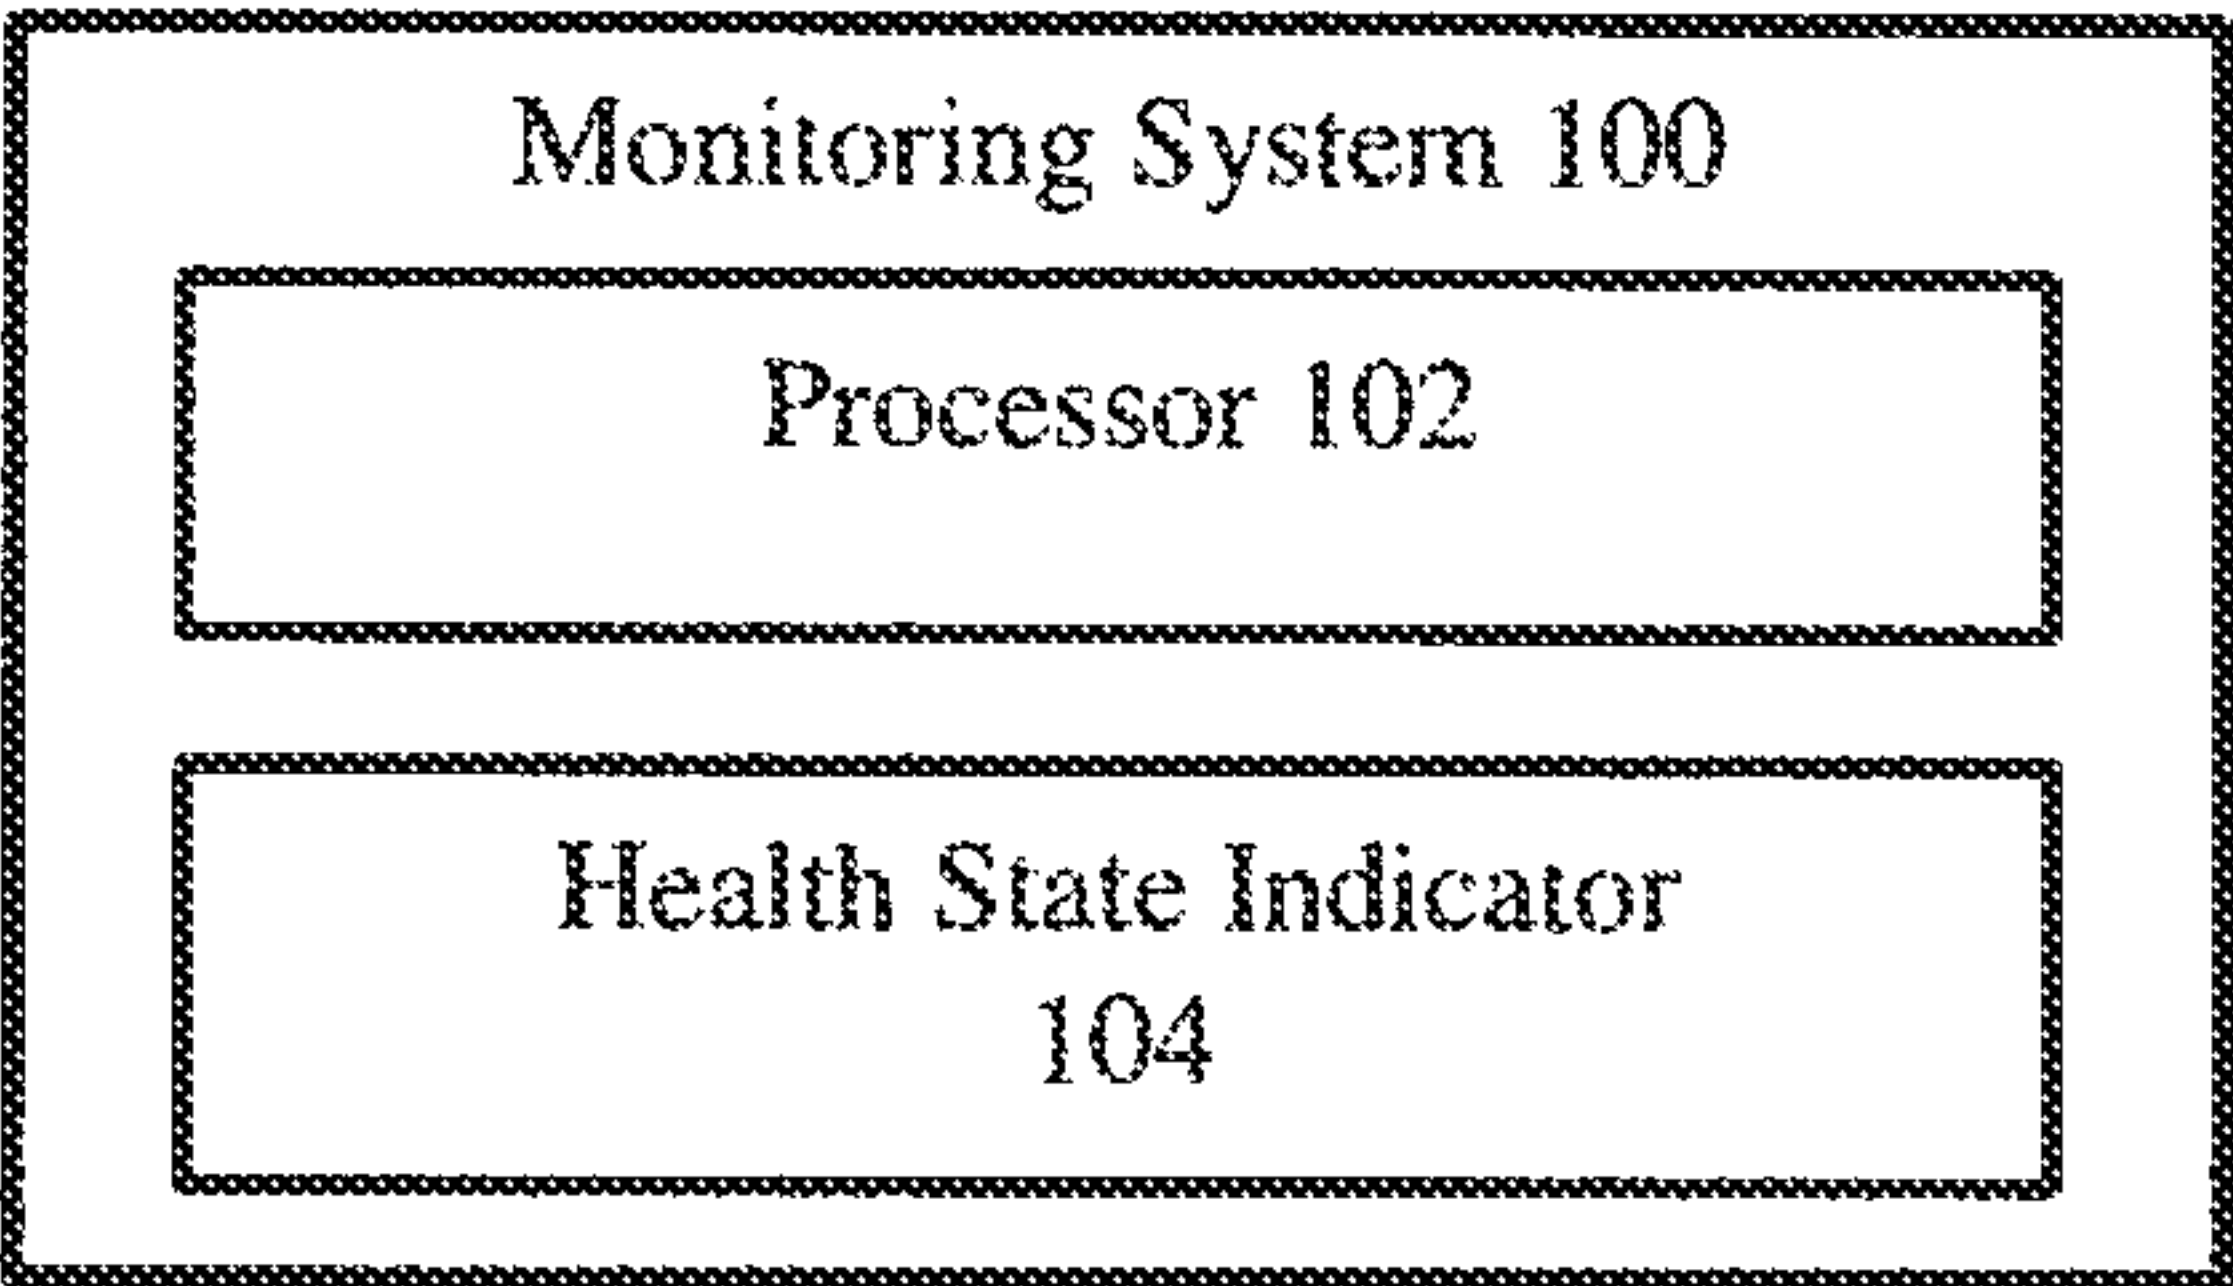 Monitoring System 100
Processor 102
Health State Indicator
104